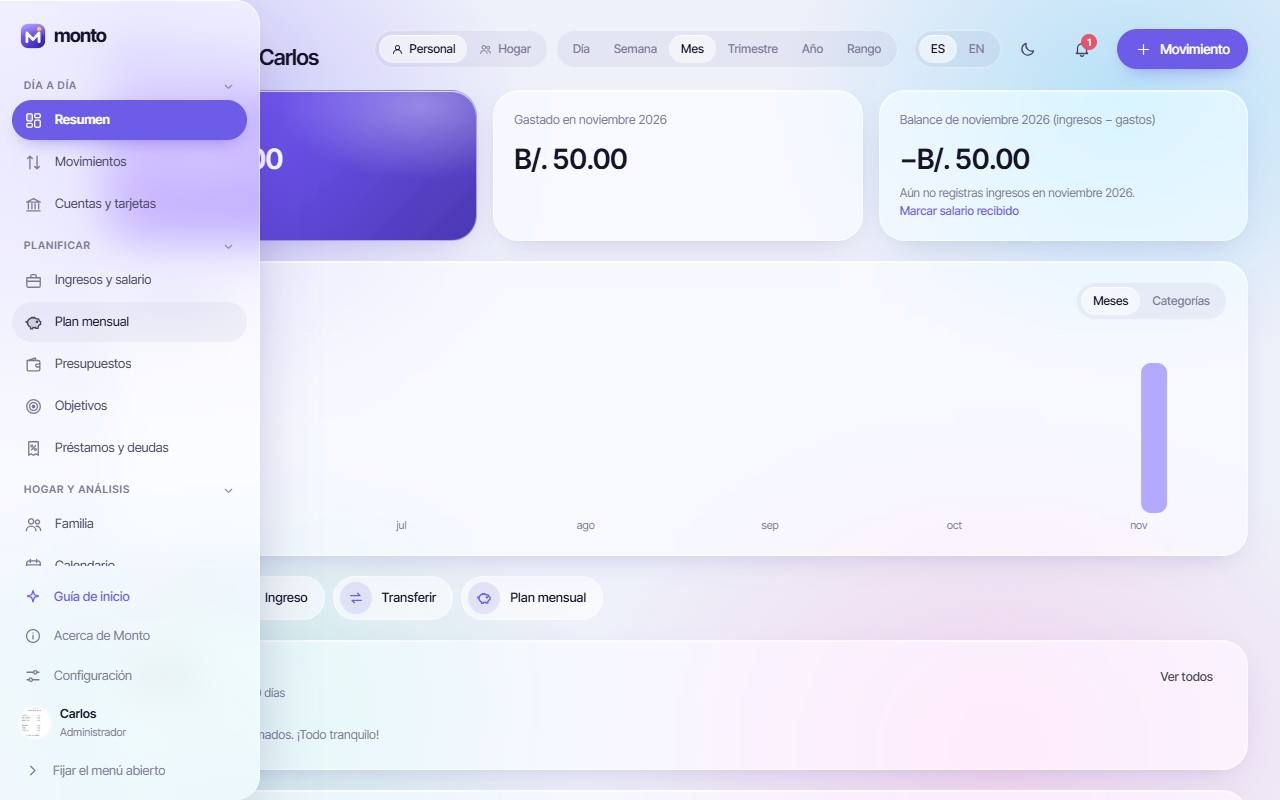 monto
DÍA A DÍA
Resumen
Movimientos
Cuentas y tarjetas
PLANIFICAR
Ingresos y salario
Plan mensual
Presupuestos
Objetivos
Préstamos y deudas
HOGAR Y ANÁLISIS
Familia
Calendario
Guía de inicio
Acerca de Monto
Configuración
Carlos
Administrador
Fijar el menú abierto
Carlos
Personal
Hogar
Día
Semana
Mes
Trimestre
Año
Rango
ES
EN
1
Movimiento
Gastado en noviembre 2026
B/. 50.00
Balance de noviembre 2026 (ingresos – gastos)
–B/. 50.00
Aún no registras ingresos en noviembre 2026.
Marcar salario recibido
Meses
Categorías
jul
ago
sep
oct
nov
Ingreso
Transferir
Plan mensual
Ver todos
días
¡Todo tranquilo!